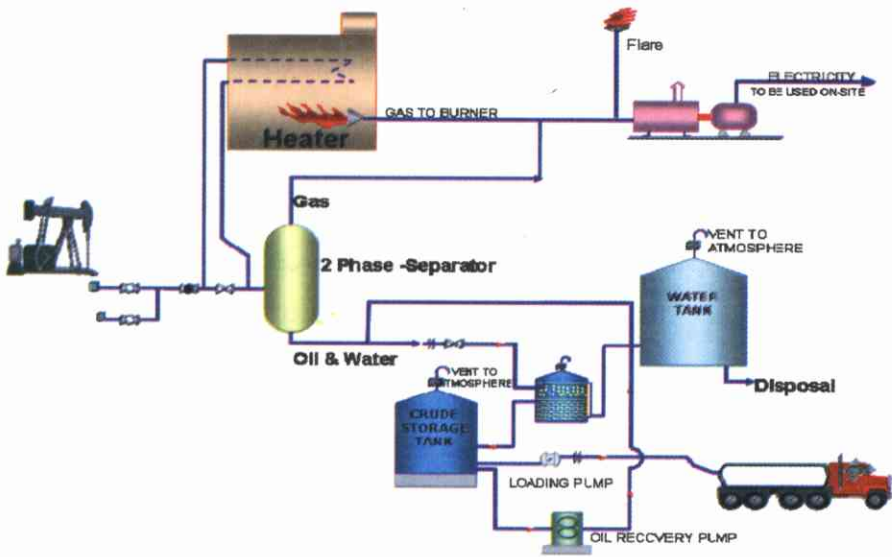 Flare
ELECTRICITY
TO BE USED ON-SITE
GAS TO BURNER
Heater
Gas
2 Phase -Separator
VENT TO
ATMOSPHERE
WATER
TANK
Oil & Water
VENT TO
ATMOSPHERE
Disposal
CRUDE
STORAGE
TANK
LOADING PUMP
OIL RECCVERY PUMP